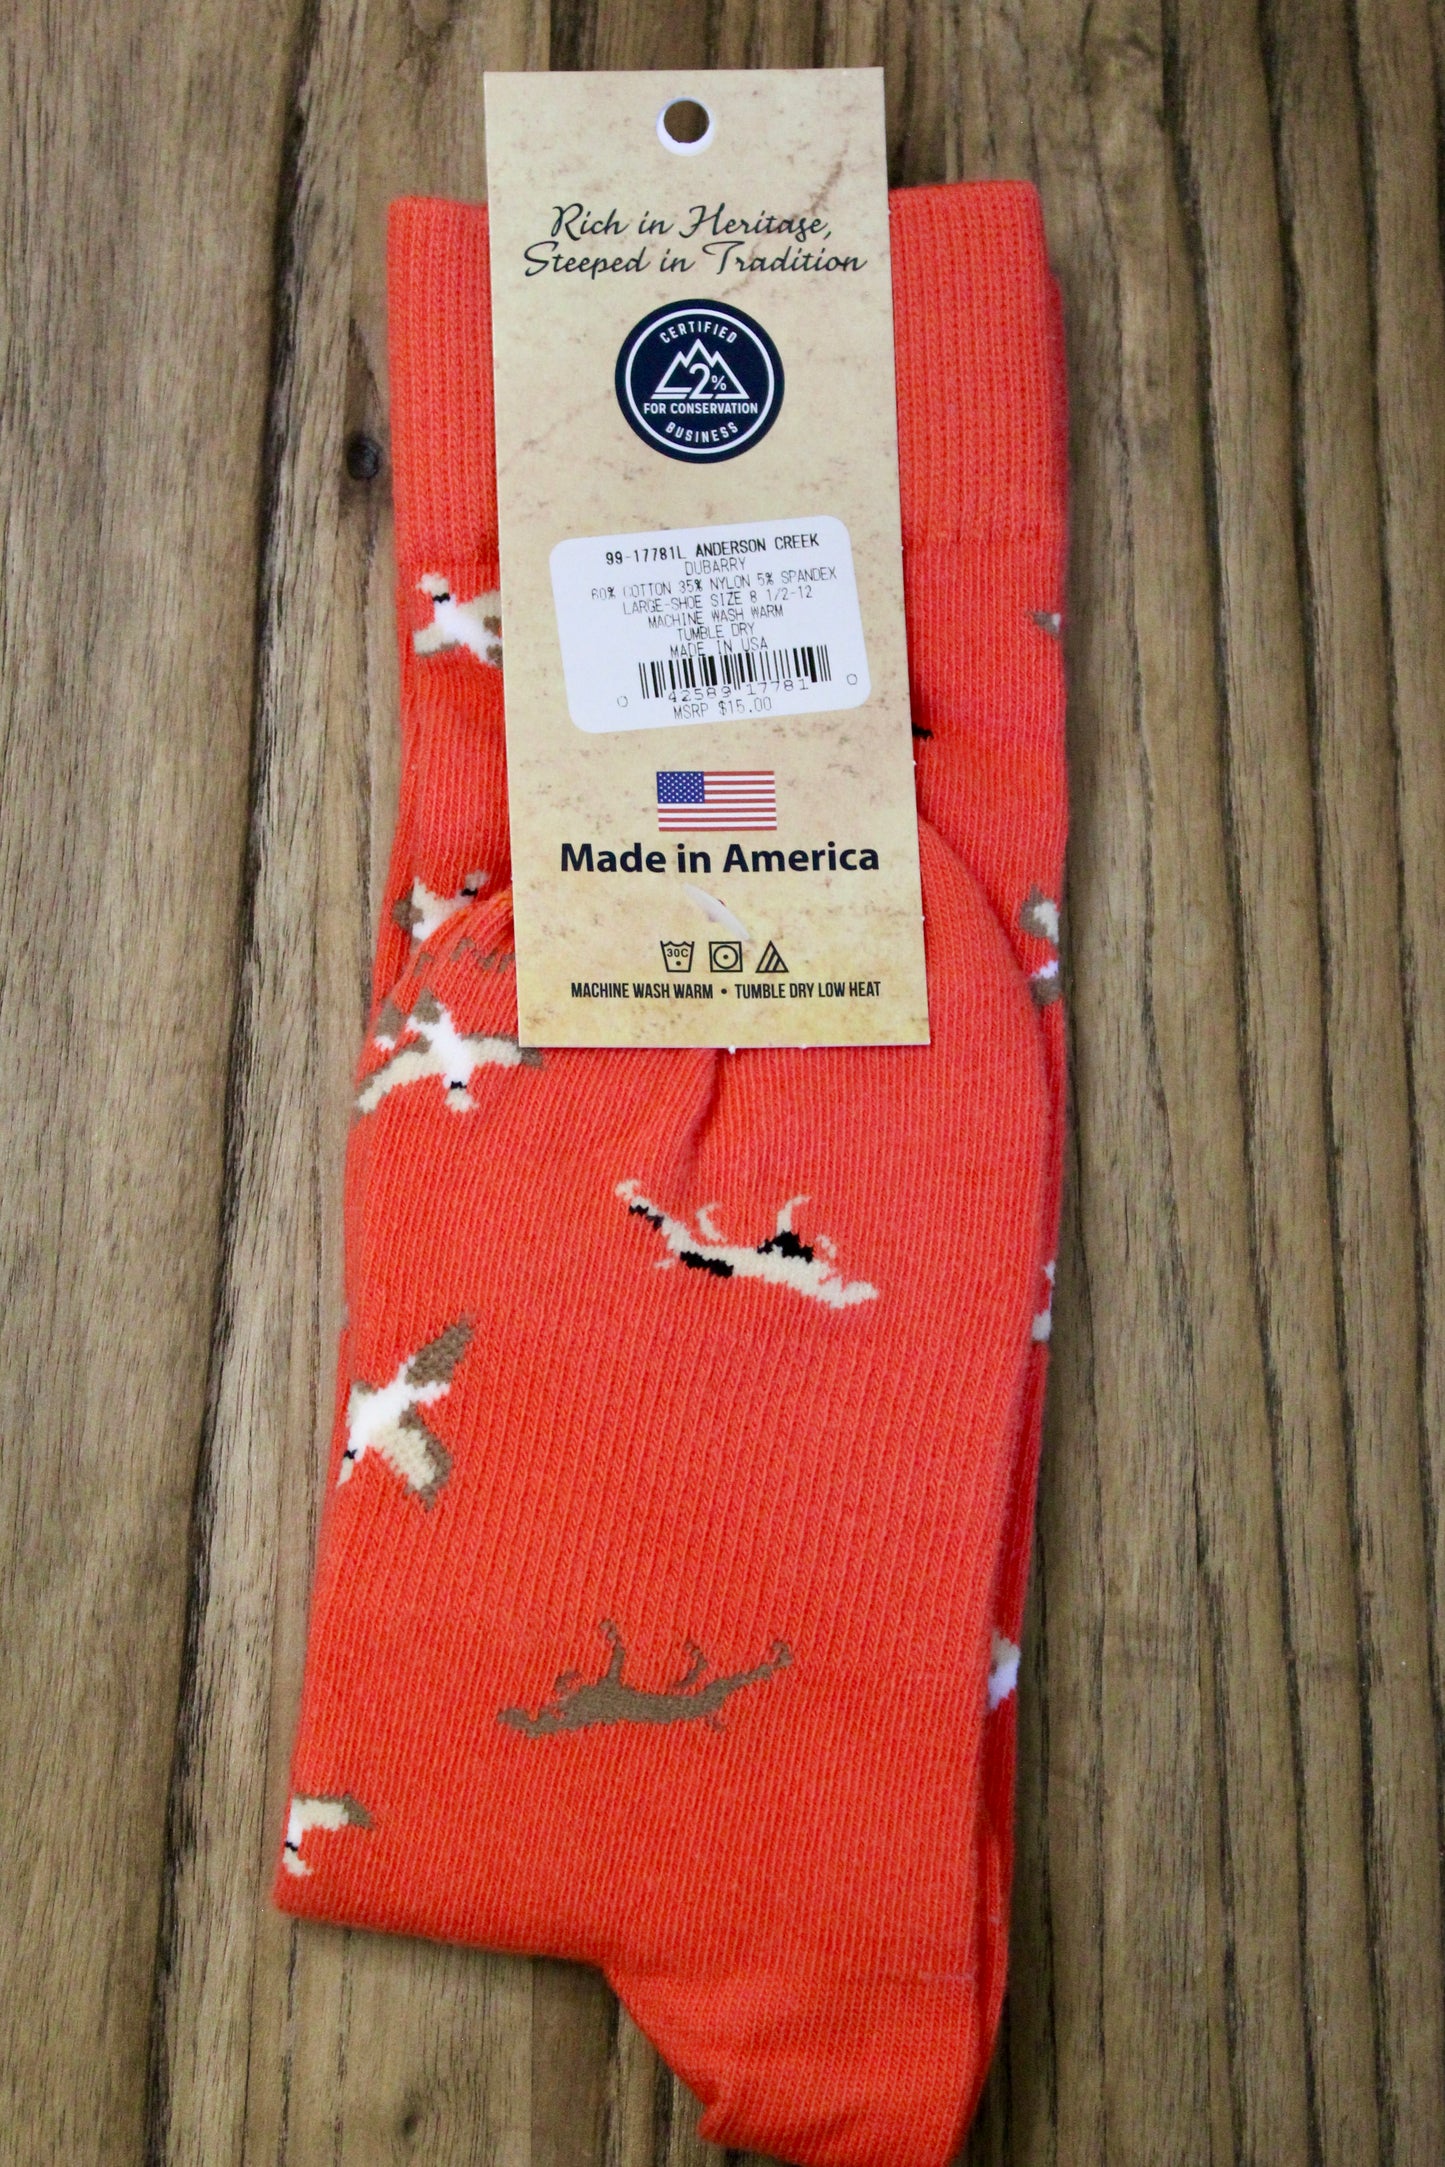 Rich in Heritage,
Steeped in Tradition
CERTIFIED
2%
FOR CONSERVATION
BUSINESS
99-17781L ANDERSON CREEK
DUBARRY
60% COTTON 35% NYLON 5% SPANDEX
LARGE-SHOE SIZE 8 1/2-12
MACHINE WASH WARM
TUMBLE DRY
MADE IN USA
0 42589 17781 0
MSRP $15.00
Made in America
30C
MACHINE WASH WARM • TUMBLE DRY LOW HEAT